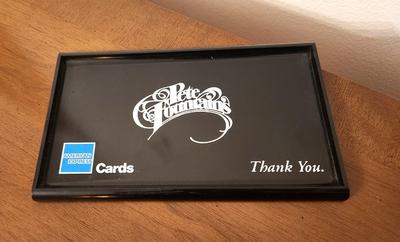 Pete
Fountain's
AMERICAN
EXPRESS
Cards
Thank You.